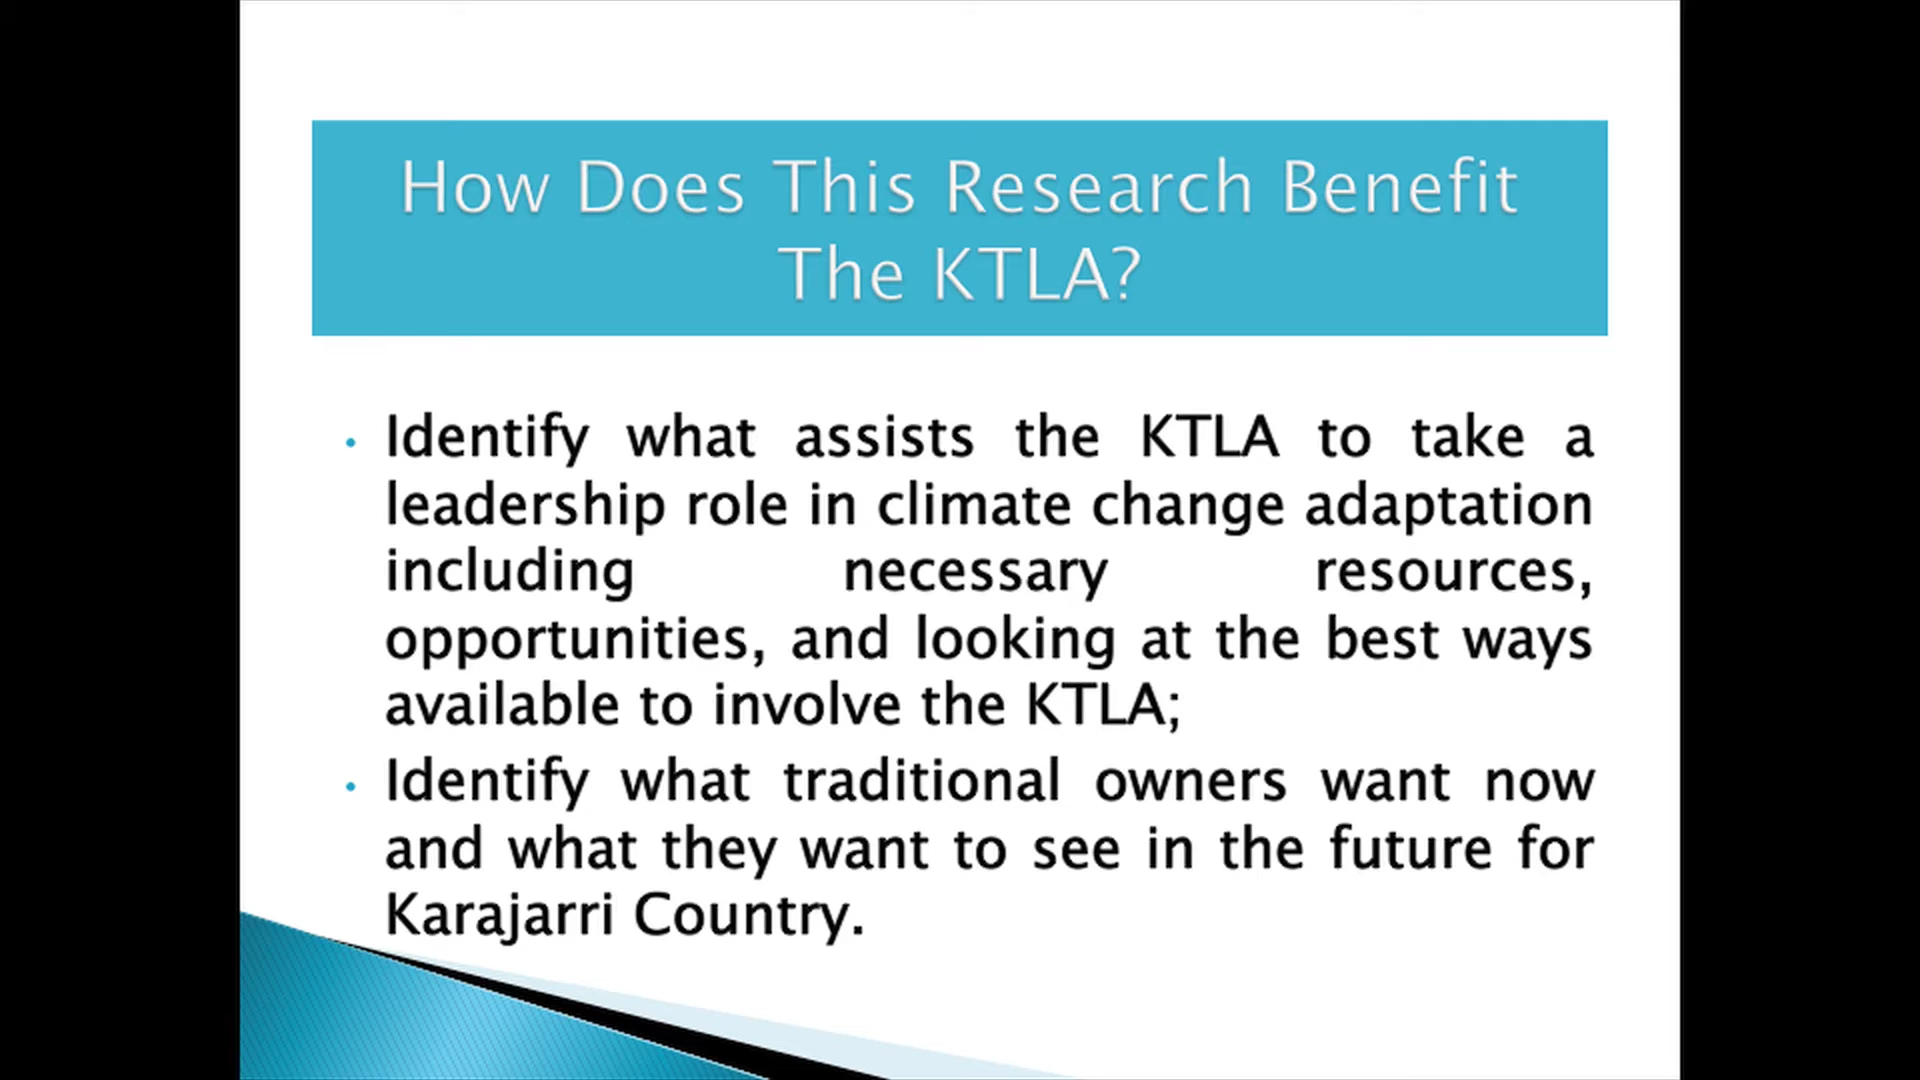 How Does This Research Benefit
The KTLA?
• Identify what assists the KTLA to take a
leadership role in climate change adaptation
including necessary resources,
opportunities, and looking at the best ways
available to involve the KTLA;
• Identify what traditional owners want now
and what they want to see in the future for
Karajarri Country.